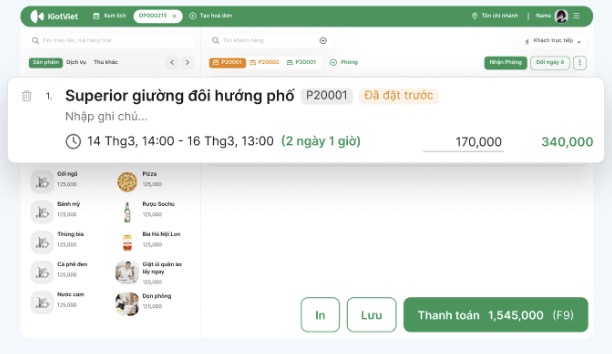 KiotViet
Xem lịch
DP000215 ×
Tạo hoá đơn
Tên chi nhánh
Name
Tìm theo tên, mã hàng hoá
Tìm khách hàng
Khách trực tiếp
Sản phẩm Dịch vụ Thu khác
P20001 P20002 P30001 Phòng
Nhận Phòng
Đổi ngày ở
1. Superior giường đôi hướng phố P20001 Đã đặt trước
Nhập ghi chú...
14 Thg3, 14:00 - 16 Thg3, 13:00 (2 ngày 1 giờ) 170,000 340,000
Gối ngủ
125,000
Pizza
125,000
Bánh mỳ
125,000
Rượu Sochu
125,000
Thùng bia
125,000
Bia Hà Nội Lon
125,000
Cà phê đen
125,000
Giặt ủi quần áo
lấy ngay
125,000
Nước cam
125,000
Dọn phòng
125,000
In
Lưu
Thanh toán 1,545,000 (F9)